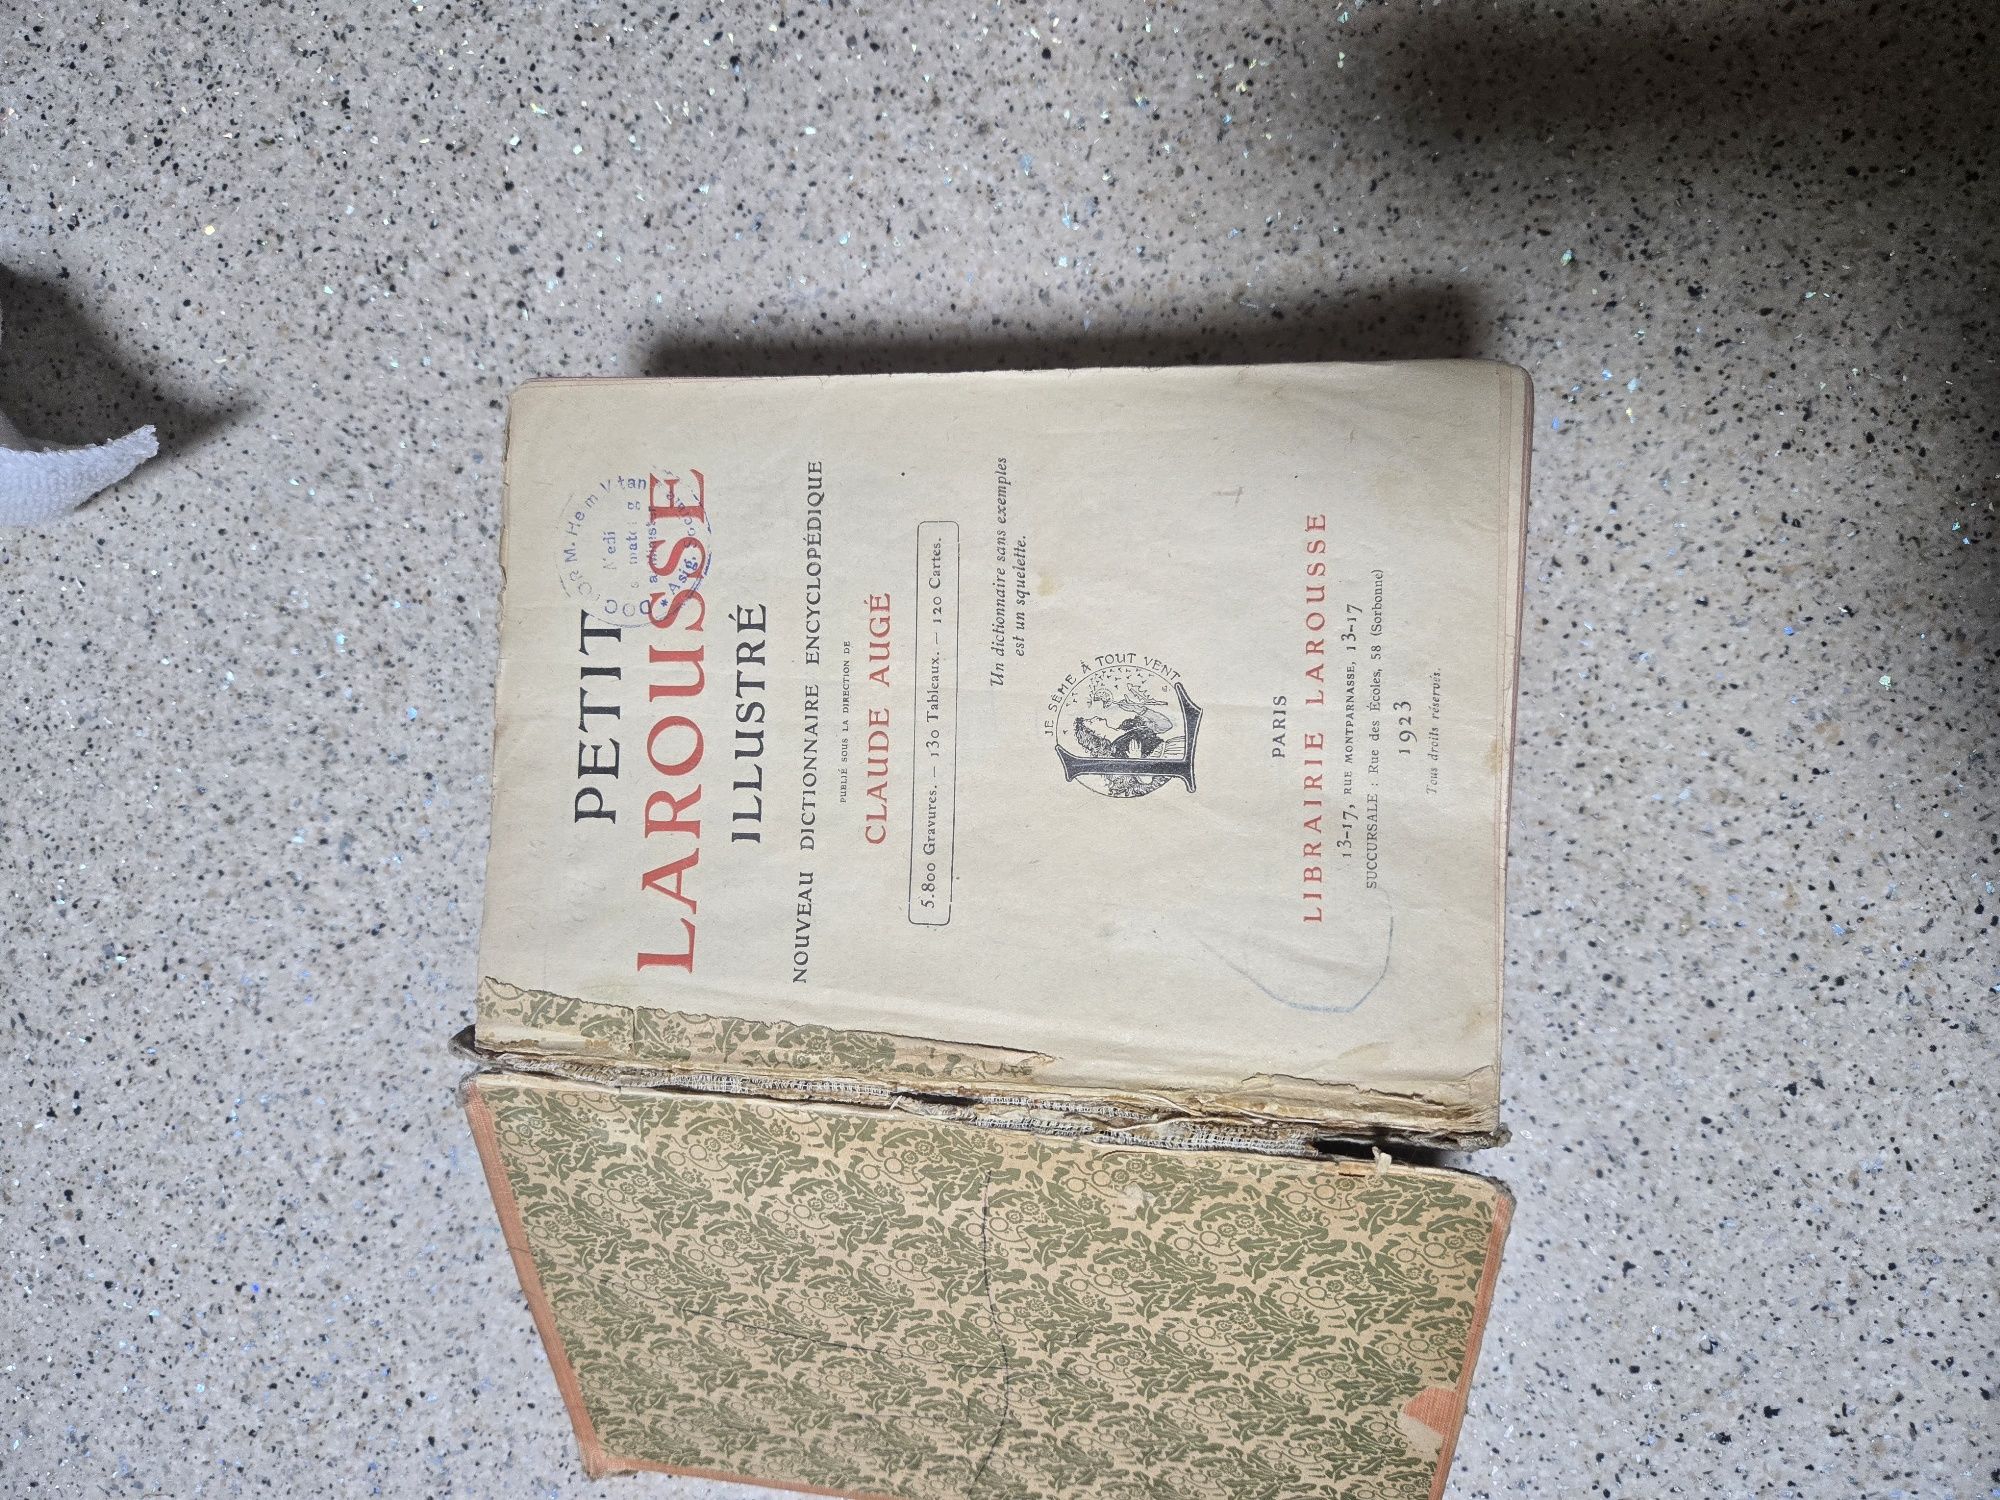 PETIT
LAROUSSE
ILLUSTRÉ
NOUVEAU DICTIONNAIRE ENCYCLOPÉDIQUE
PUBLIÉ SOUS LA DIRECTION DE
CLAUDE AUGÉ
5.800 Gravures. — 130 Tableaux. — 120 Cartes.
Un dictionnaire sans exemples
est un squelette.
JE SÈME À TOUT VENT
PARIS
LIBRAIRIE LAROUSSE
13-17, RUE MONTPARNASSE, 13-17
SUCCURSALE : Rue des Écoles, 58 (Sorbonne)
1923
Tous droits réservés.